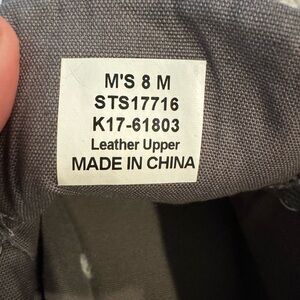 M'S 8 M
STS17716
K17-61803
Leather Upper
MADE IN CHINA